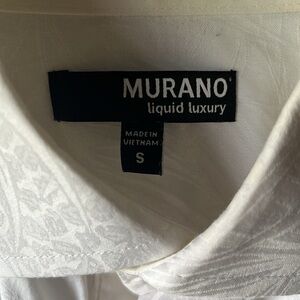 MURANO
liquid luxury
MADE IN
VIETNAM
S